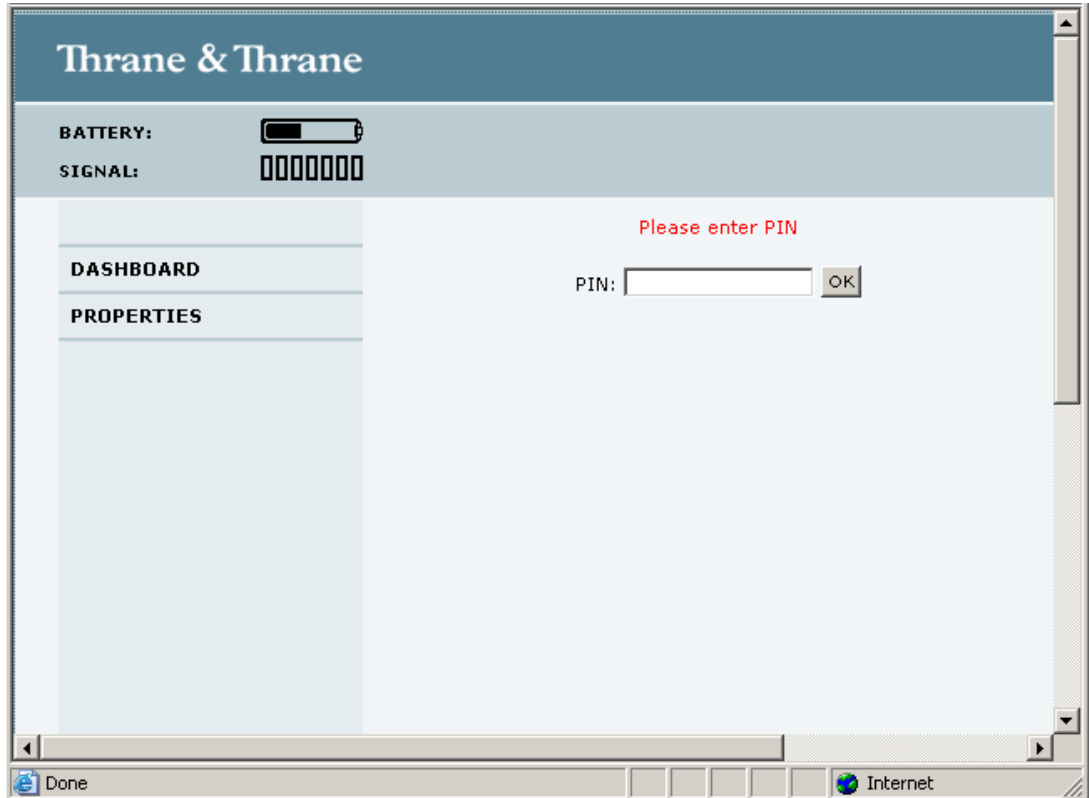 Thrane & Thrane
BATTERY:
SIGNAL:
Please enter PIN
DASHBOARD
PIN: OK
PROPERTIES
Done Internet